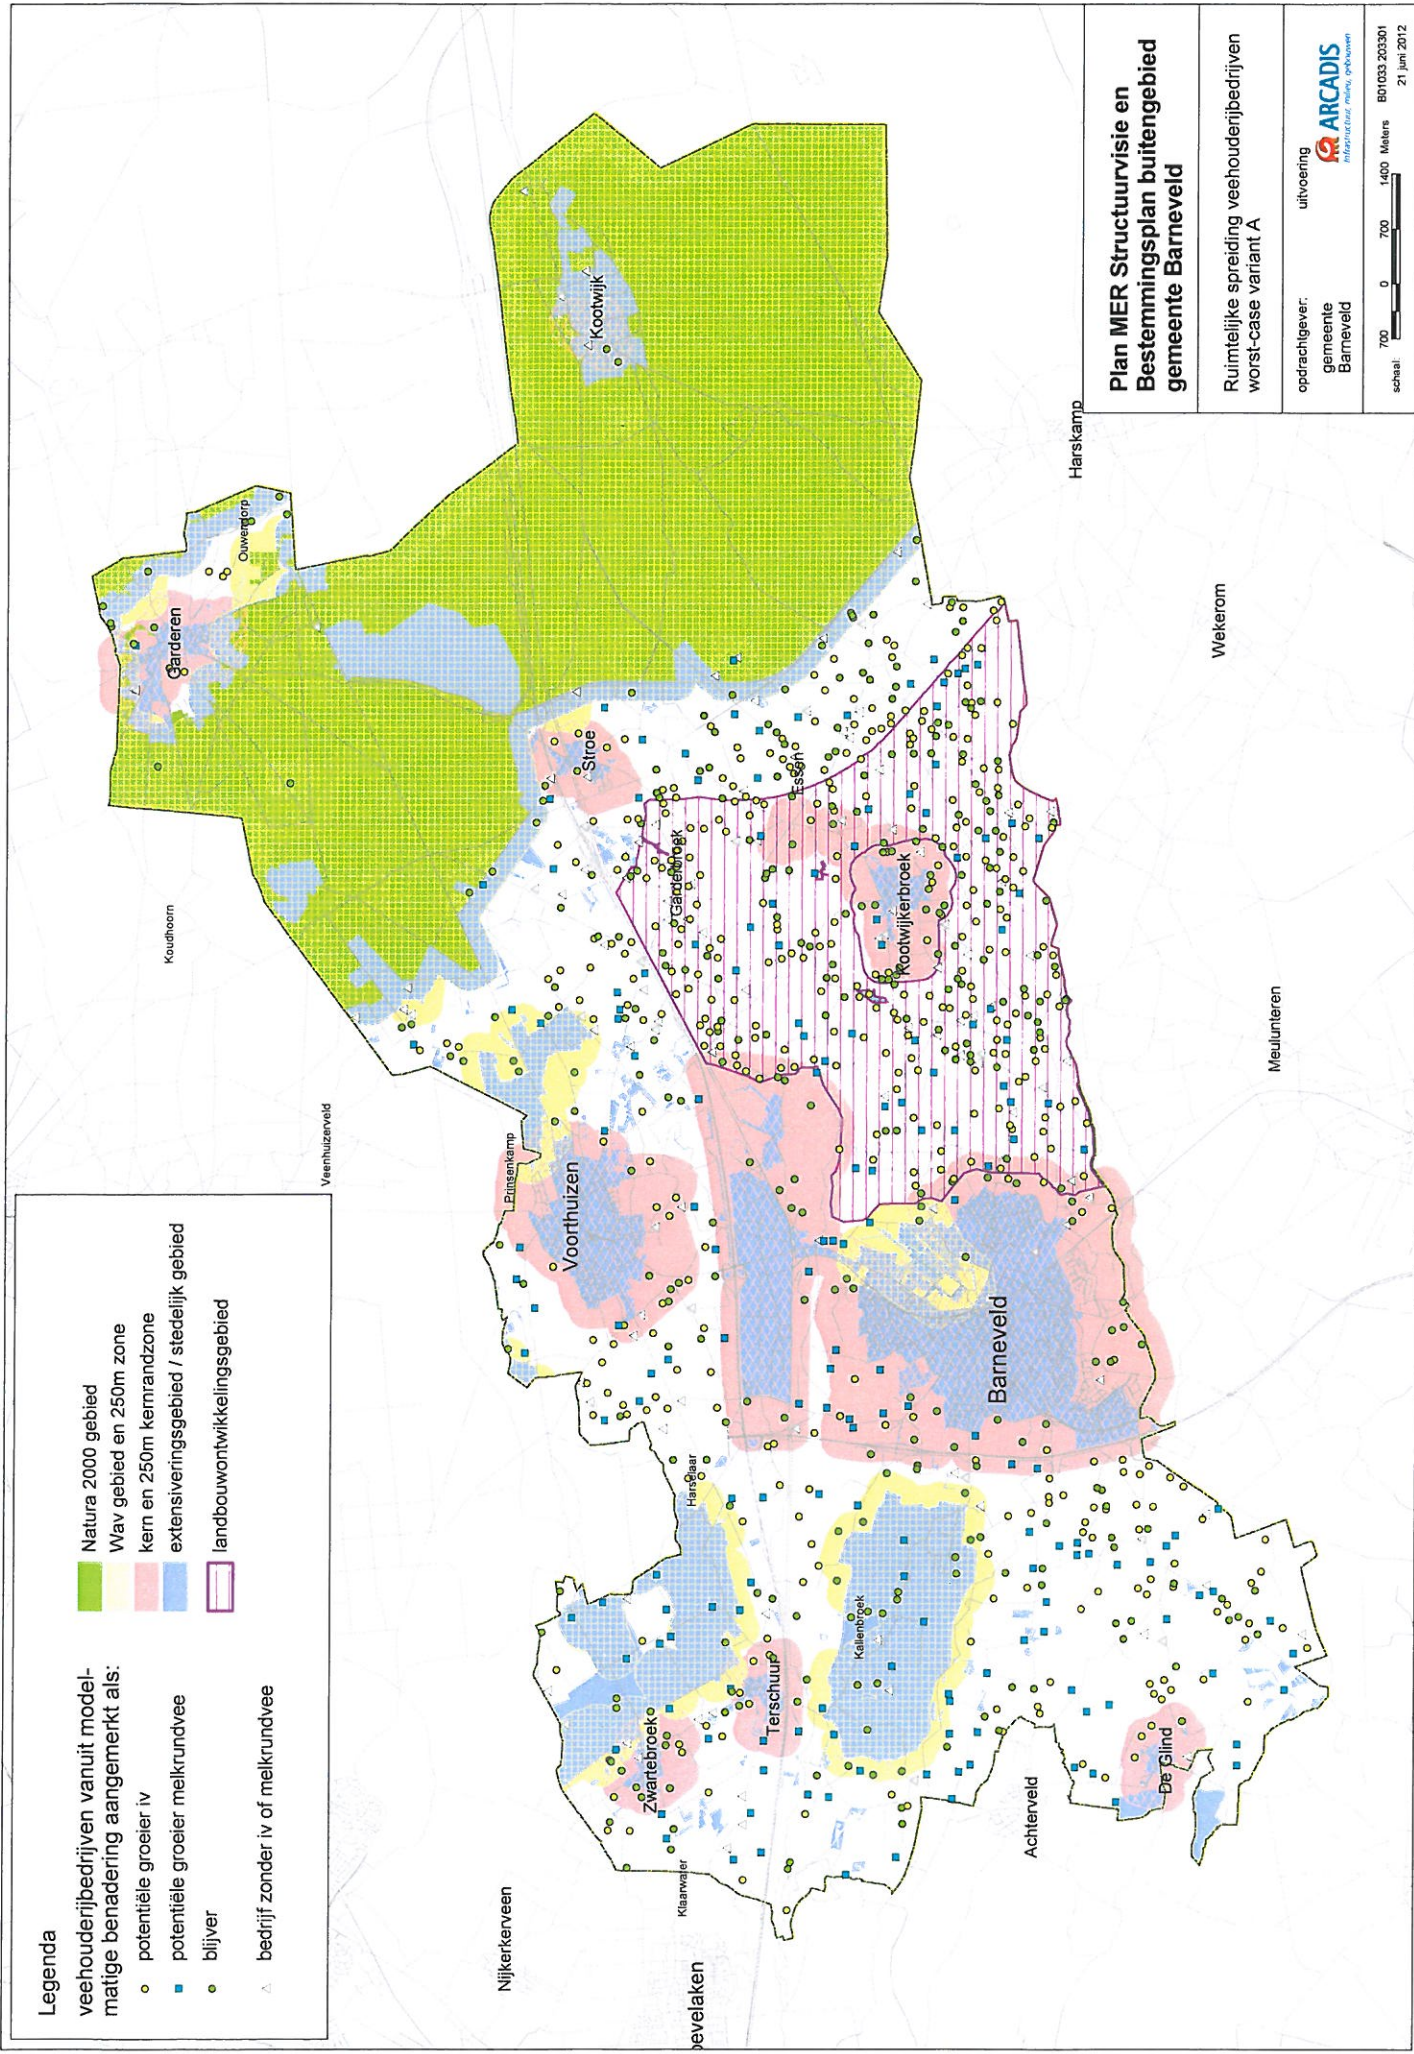 Legenda
veehouderijbedrijven vanuit model-
matige benadering aangemerkt als:
potentiële groeier iv
potentiële groeier melkrundvee
blijver
bedrijf zonder iv of melkrundvee
Natura 2000 gebied
Wav gebied en 250m zone
kern en 250m kernrandzone
extensiveringsgebied / stedelijk gebied
landbouwontwikkelingsgebied
Koudhoorn
Veenhuizerveld
Garderen
Ouwendorp
Kootwijk
Stroe
Prinsenkamp
Voorthuizen
Garderbroek
Essen
Kootwijkerbroek
Harskamp
Wekerom
Meulunteren
Barneveld
Harselaar
Nijkerkerveen
Zwartebroek
Terschuur
Kallenbroek
Klaarwater
oevelaken
Achterveld
De Glind
Plan MER Structuurvisie en
Bestemmingsplan buitengebied
gemeente Barneveld
Ruimtelijke spreiding veehouderijbedrijven
worst-case variant A
opdrachtgever:
gemeente
Barneveld
uitvoering
ARCADIS
Infrastructuur, milieu, gebouwen
schaal:
700 0 700 1400 Meters
B01033.203301
21 juni 2012